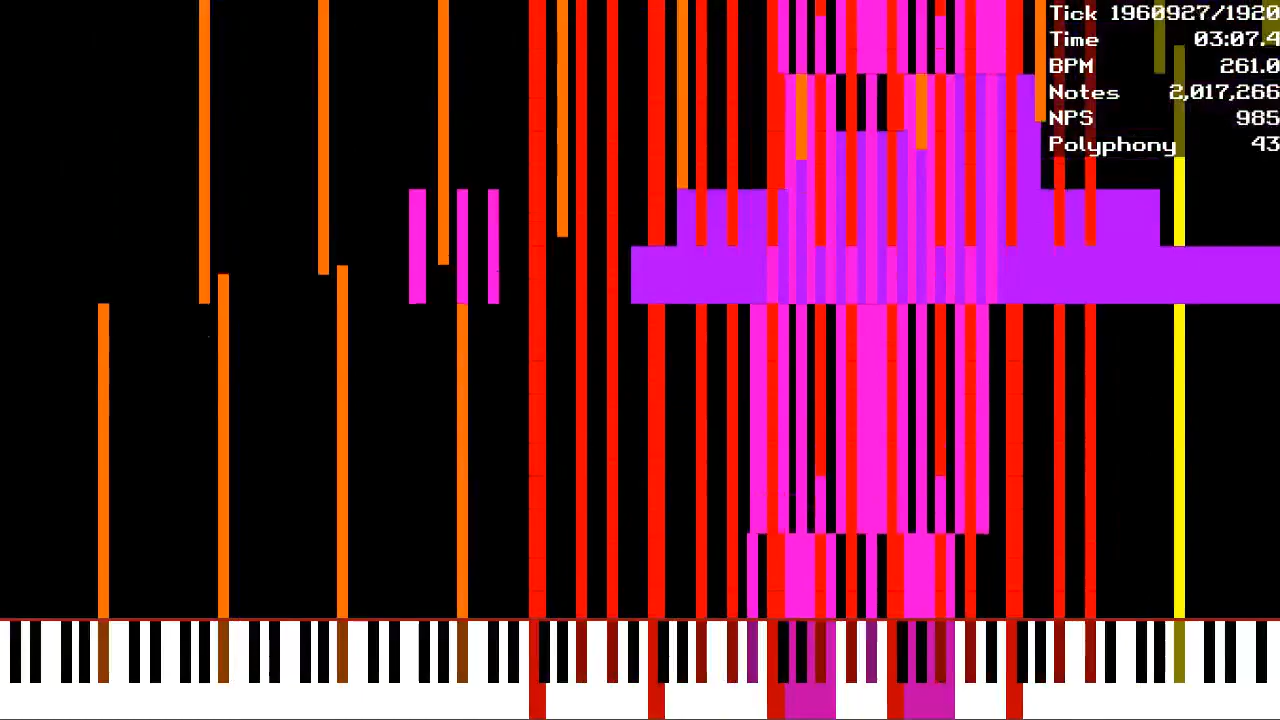 Tick 1960927/1920
Time 03:07.4
BPM 261.0
Notes 2,017,266
NPS 985
Polyphony 43